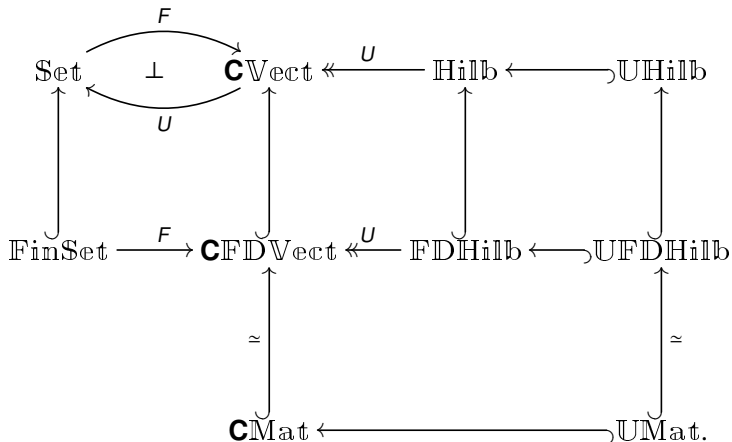 F
𝕊et ⊥ 𝐂𝕍ect U ℍilb 𝕌ℍilb
U
𝔽in𝕊et F 𝐂𝔽𝔻𝕍ect U 𝔽𝔻ℍilb 𝕌𝔽𝔻ℍilb
≃ ≃
𝐂𝕄at 𝕌𝕄at.